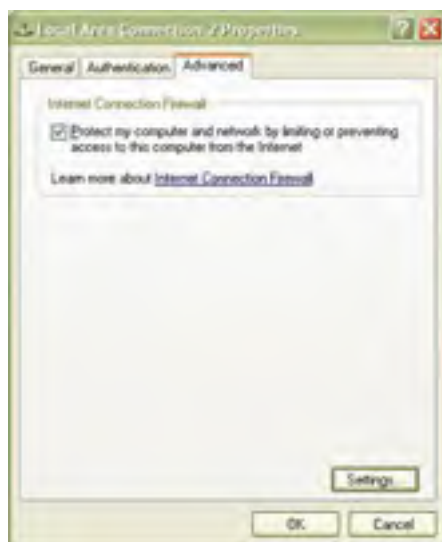 Local Area Connection 2 Properties
General Authentication Advanced
Internet Connection Firewall
Protect my computer and network by limiting or preventing
access to this computer from the Internet
Learn more about Internet Connection Firewall
Settings...
OK Cancel